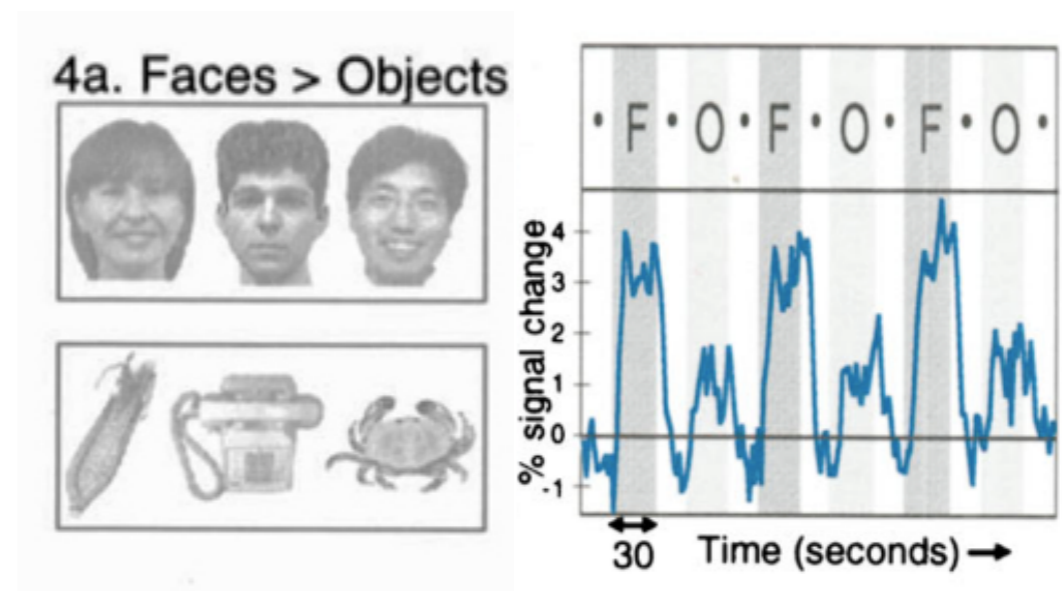 4a. Faces > Objects
· F · O · F · O · F · O ·
% signal change
4
3
2
1
0
-1
30
Time (seconds) →